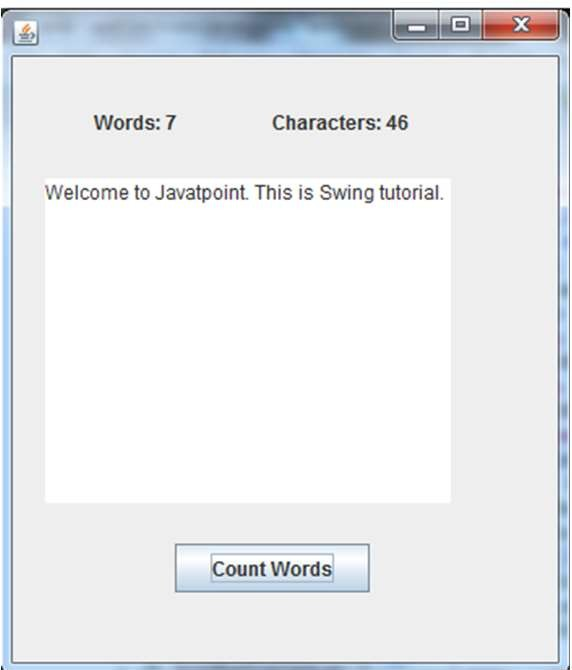 Words: 7 Characters: 46
Welcome to Javatpoint. This is Swing tutorial.
Count Words